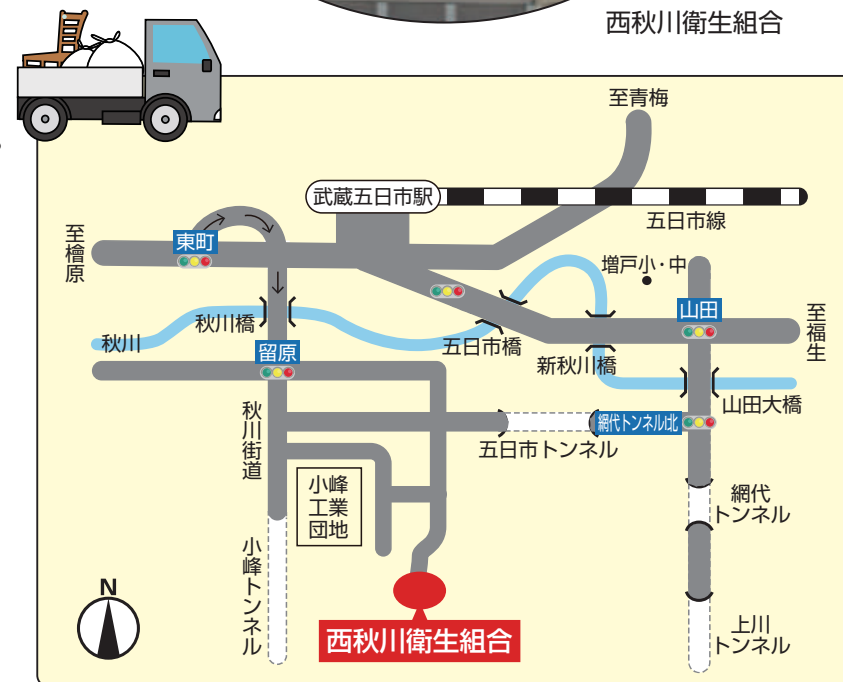 西秋川衛生組合
至青梅
武蔵五日市駅
五日市線
至檜原
東町
増戸小・中
山田
至福生
秋川橋
秋川
留原
五日市橋
新秋川橋
山田大橋
秋川街道
網代トンネル北
五日市トンネル
小峰
工業
団地
網代
トンネル
小峰トンネル
N
西秋川衛生組合
上川
トンネル